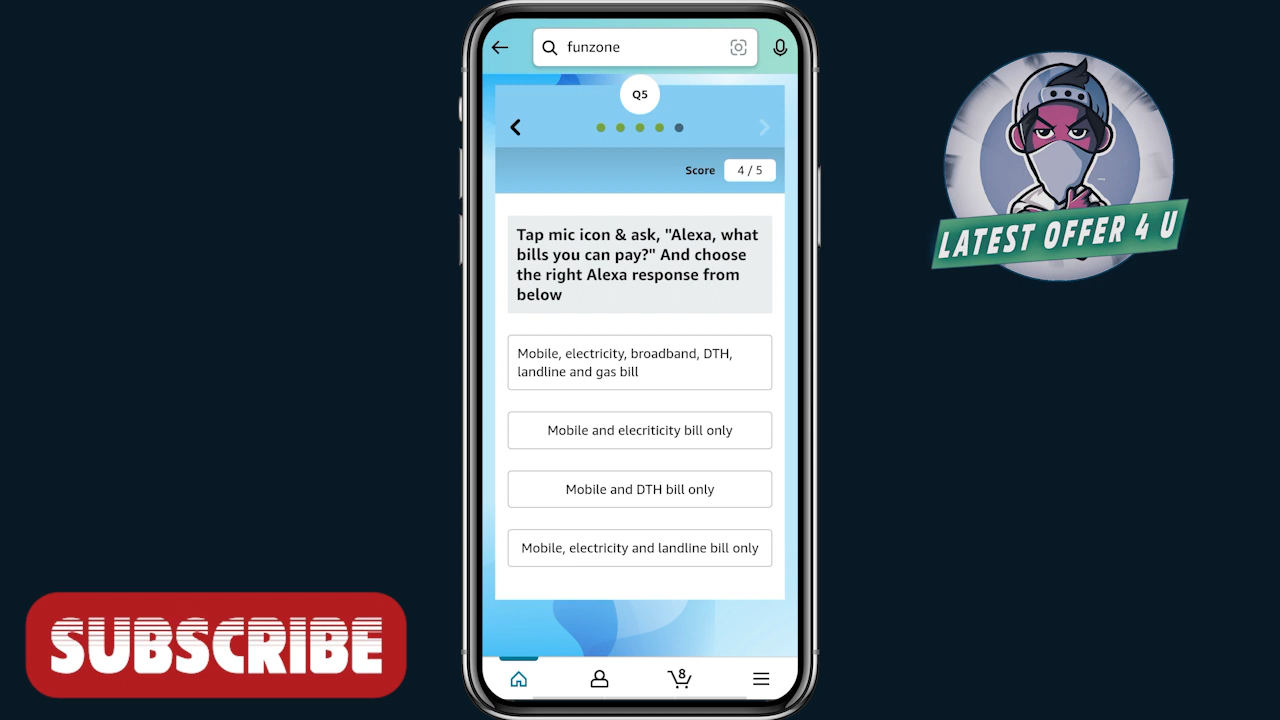 funzone
Q5
Score 4 / 5
Tap mic icon & ask, "Alexa, what
bills you can pay?" And choose
the right Alexa response from
below
Mobile, electricity, broadband, DTH,
landline and gas bill
Mobile and elecriticity bill only
Mobile and DTH bill only
Mobile, electricity and landline bill only
8
LATEST OFFER 4 U
SUBSCRIBE